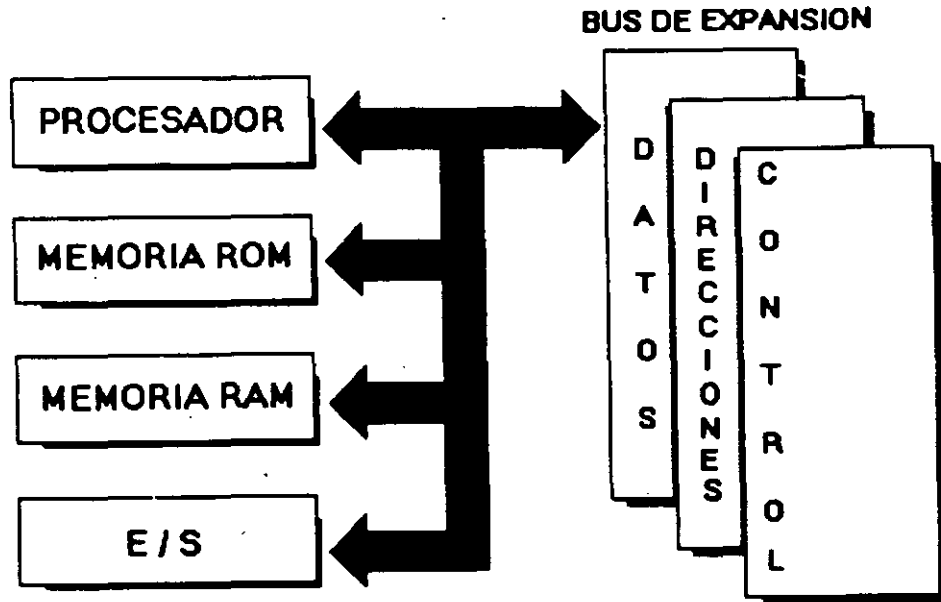 BUS DE EXPANSION
PROCESADOR
MEMORIA ROM
MEMORIA RAM
E / S
DATOS
DIRECCIONES
CONTROL